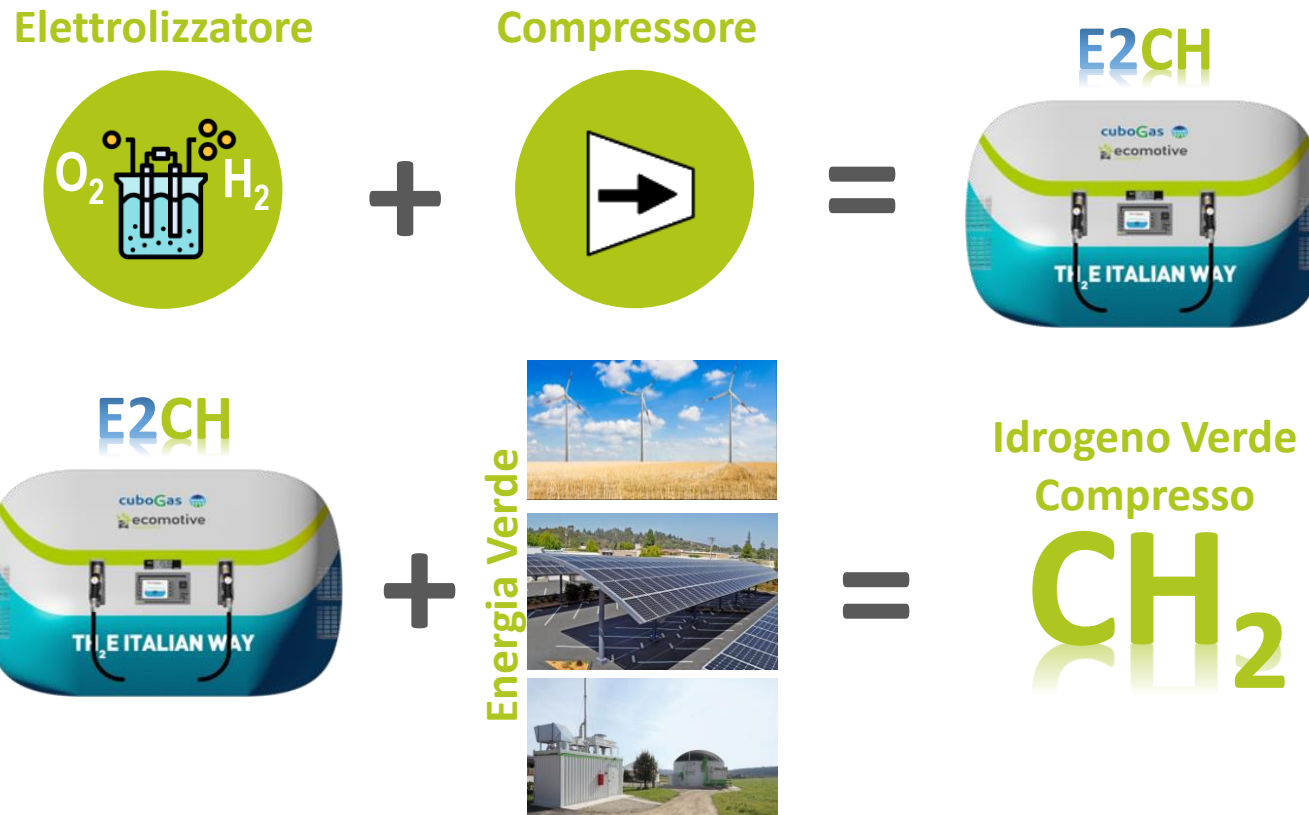 Elettrolizzatore
Compressore
E2CH
O₂
H₂
+
=
cuboGas
ecomotive
TH₂E ITALIAN WAY
E2CH
cuboGas
ecomotive
TH₂E ITALIAN WAY
+
Energia Verde
=
Idrogeno Verde
Compresso
CH₂